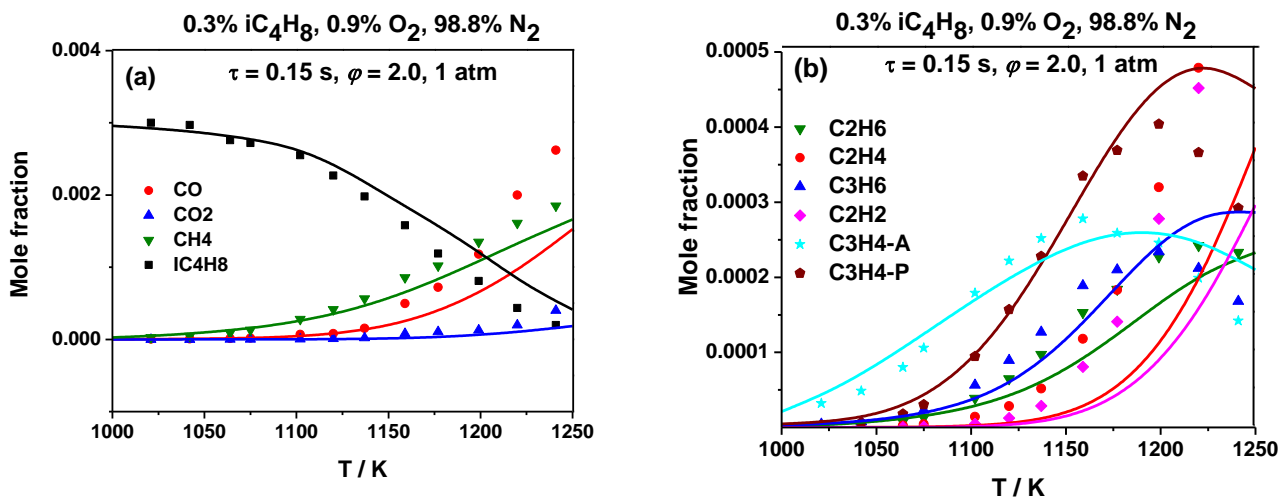 0.3% iC4H8, 0.9% O2, 98.8% N2
(a)
τ = 0.15 s, φ = 2.0, 1 atm
0.004
0.002
0.000
Mole fraction
CO
CO2
CH4
IC4H8
1000 1050 1100 1150 1200 1250
T / K
0.3% iC4H8, 0.9% O2, 98.8% N2
(b)
τ = 0.15 s, φ = 2.0, 1 atm
0.0005
0.0004
0.0003
0.0002
0.0001
Mole fraction
C2H6
C2H4
C3H6
C2H2
C3H4-A
C3H4-P
1000 1050 1100 1150 1200 1250
T / K